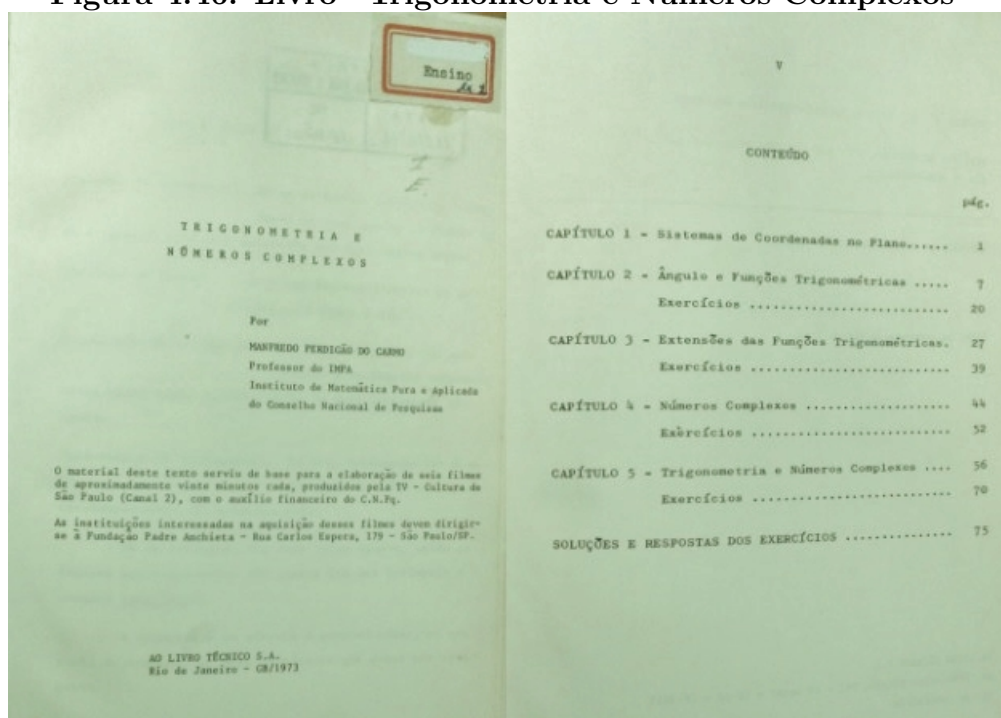 Figura 4.40: Livro - Trigonometria e Números Complexos
Ensino
I
E.
TRIGONOMETRIA E
NÚMEROS COMPLEXOS
Por
MANFREDO PERDIGÃO DO CARMO
Professor do IMPA
Instituto de Matemática Pura e Aplicada
do Conselho Nacional de Pesquisas
O material deste texto serviu de base para a elaboração de seis filmes
de aproximadamente vinte minutos cada, produzidos pela TV - Cultura de
São Paulo (Canal 2), com o auxílio financeiro do C.N.Pq.
As instituições interessadas na aquisição desses filmes devem dirigir-
se à Fundação Padre Anchieta - Rua Carlos Espera, 179 - São Paulo/SP.
AO LIVRO TÉCNICO S.A.
Rio de Janeiro - GB/1973
V
CONTEÚDO
pág.
CAPÍTULO 1 - Sistemas de Coordenadas no Plano...... 1
CAPÍTULO 2 - Ângulo e Funções Trigonométricas ..... 7
Exercícios ........................... 20
CAPÍTULO 3 - Extensões das Funções Trigonométricas. 27
Exercícios ........................... 39
CAPÍTULO 4 - Números Complexos .................... 44
Exercícios ........................... 52
CAPÍTULO 5 - Trigonometria e Números Complexos .... 56
Exercícios ........................... 70
SOLUÇÕES E RESPOSTAS DOS EXERCÍCIOS ............... 75